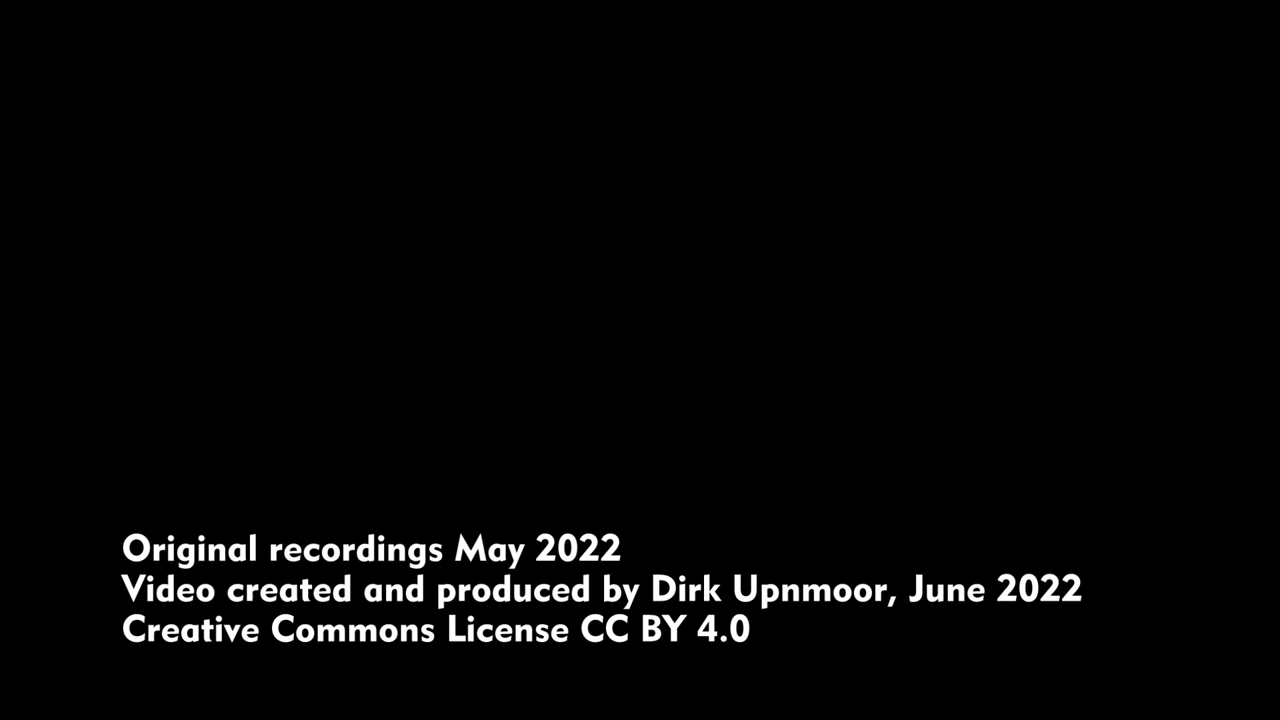 Original recordings May 2022
Video created and produced by Dirk Upnmoor, June 2022
Creative Commons License CC BY 4.0